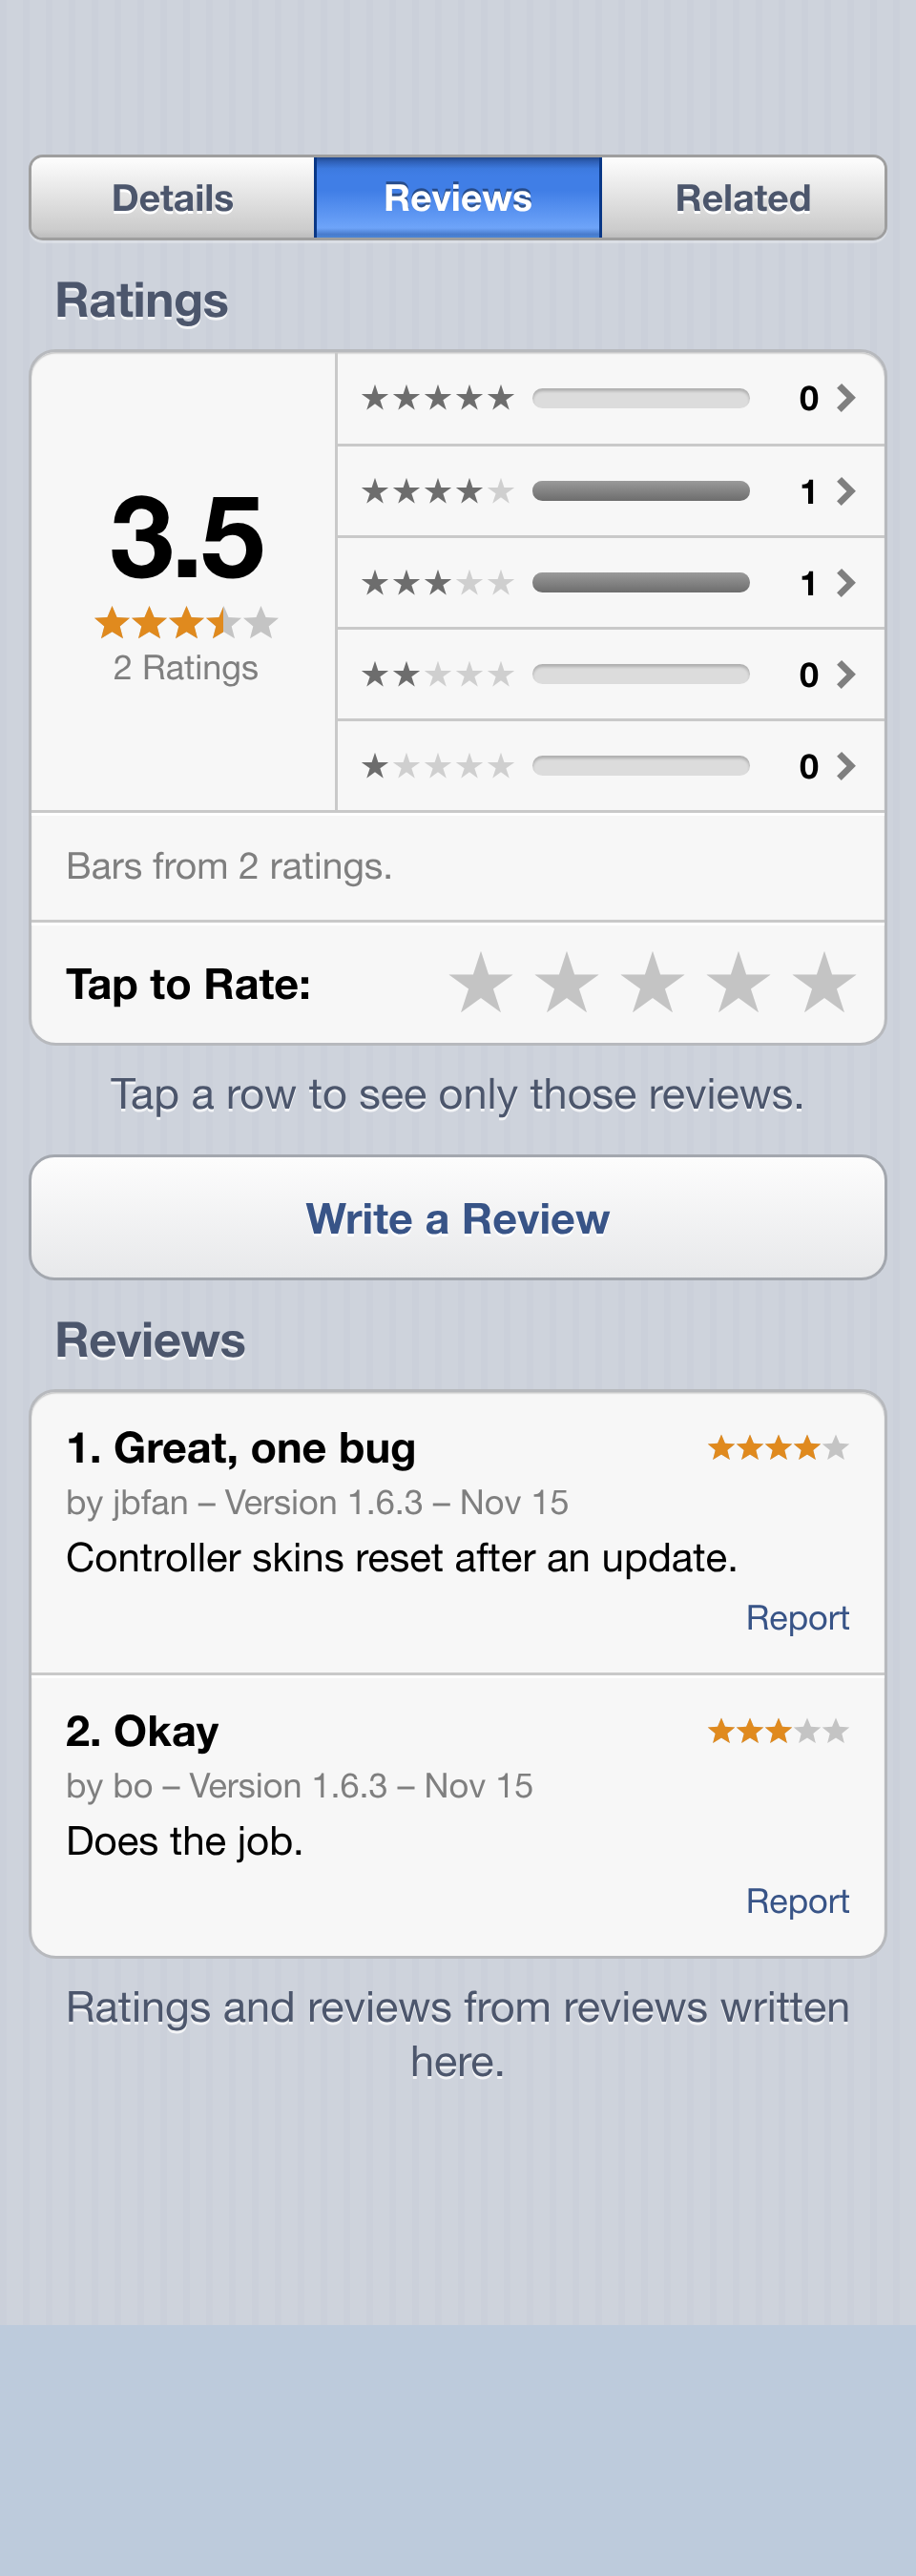 Details Reviews Related
Ratings
3.5
2 Ratings
0
1
1
0
0
Bars from 2 ratings.
Tap to Rate:
Tap a row to see only those reviews.
Write a Review
Reviews
1. Great, one bug
by jbfan – Version 1.6.3 – Nov 15
Controller skins reset after an update.
Report
2. Okay
by bo – Version 1.6.3 – Nov 15
Does the job.
Report
Ratings and reviews from reviews written
here.